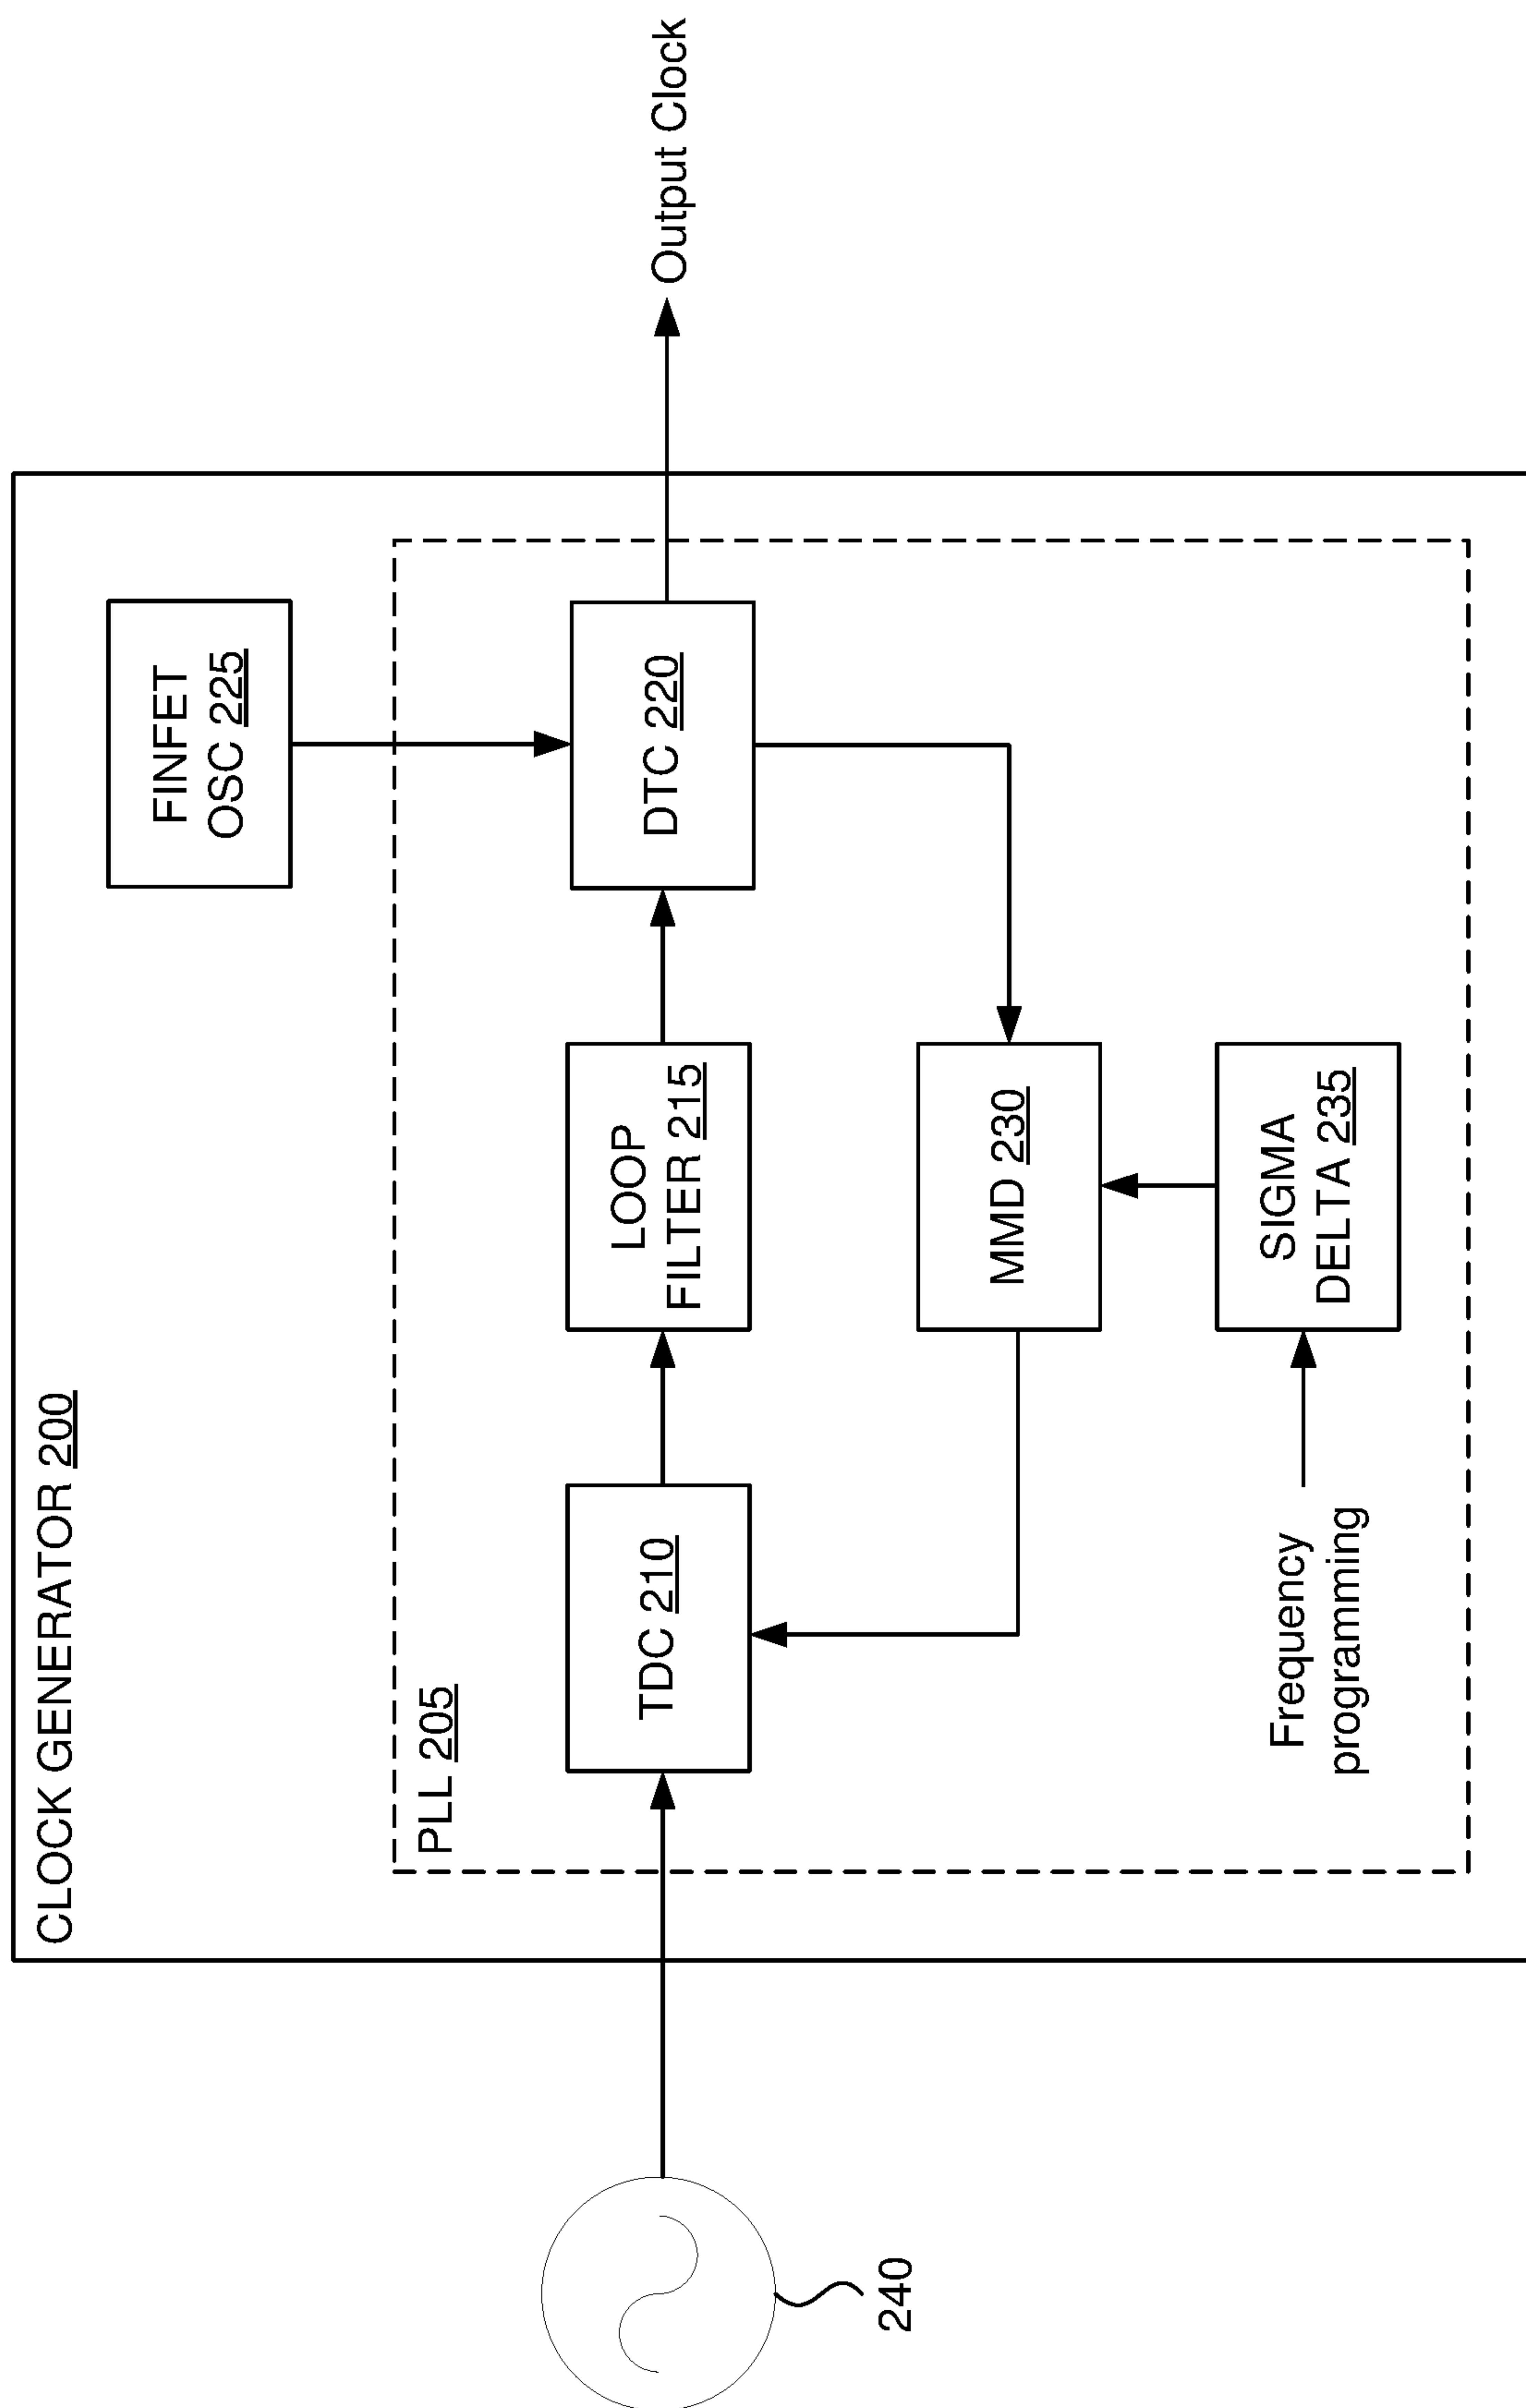 CLOCK GENERATOR 200
FINFET
OSC 225
PLL 205
TDC 210
LOOP
FILTER 215
DTC 220
Output Clock
MMD 230
SIGMA
DELTA 235
Frequency
programming
240